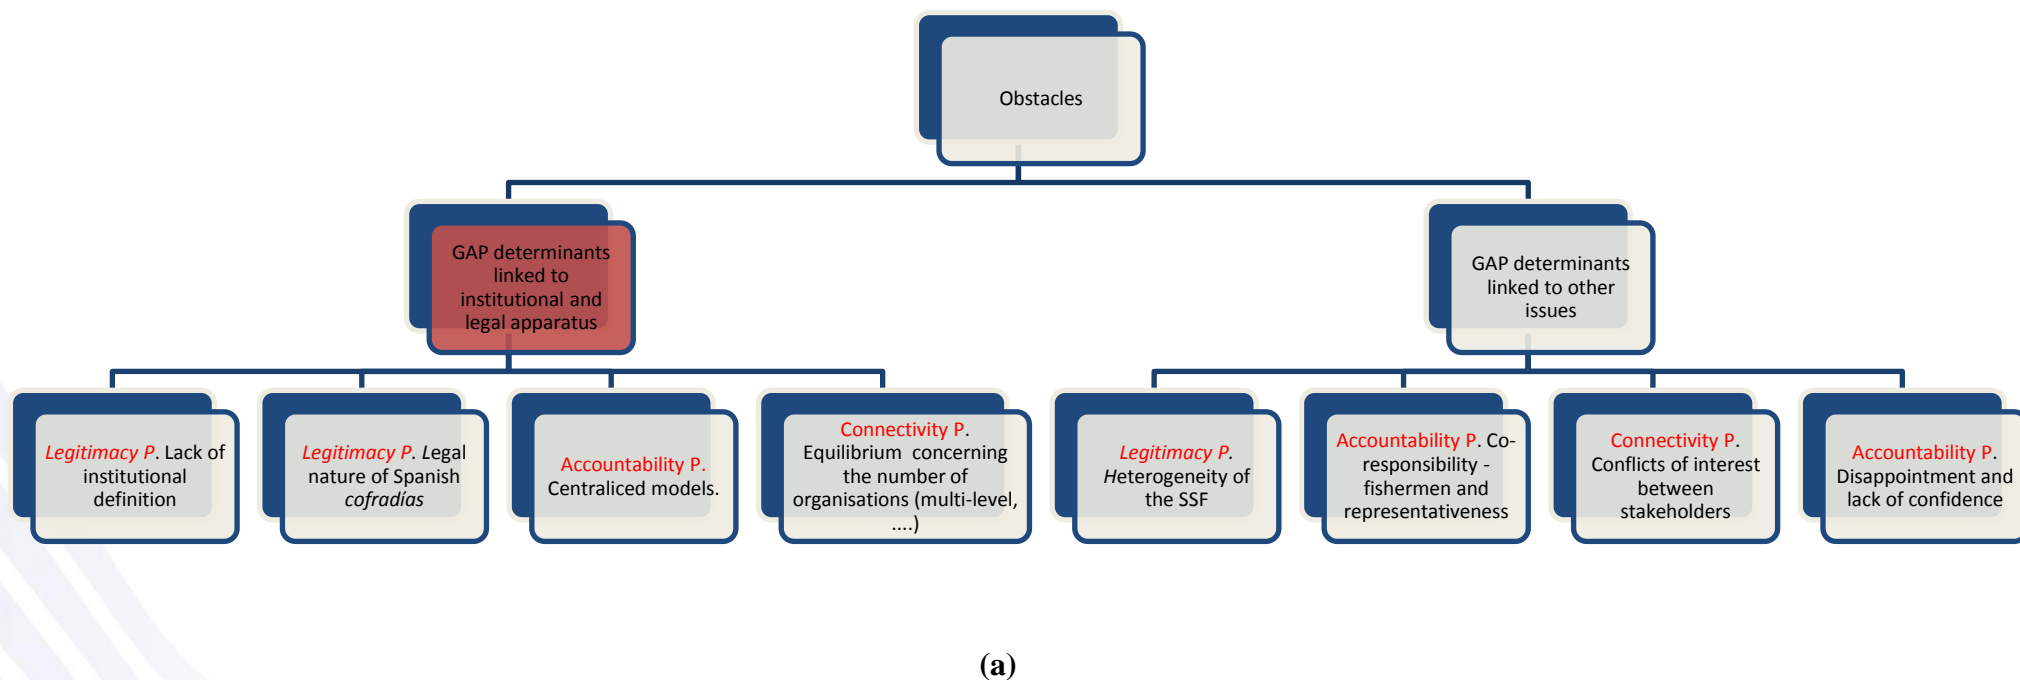 Obstacles
GAP determinants
linked to
institutional and
legal apparatus
GAP determinants
linked to other
issues
Legitimacy P. Lack of
institutional
definition
Legitimacy P. Legal
nature of Spanish
cofradías
Accountability P.
Centraliced models.
Connectivity P.
Equilibrium concerning
the number of
organisations (multi-level,
....)
Legitimacy P.
Heterogeneity of
the SSF
Accountability P. Co-
responsibility -
fishermen and
representativeness
Connectivity P.
Conflicts of interest
between
stakeholders
Accountability P.
Disappointment and
lack of confidence
(a)